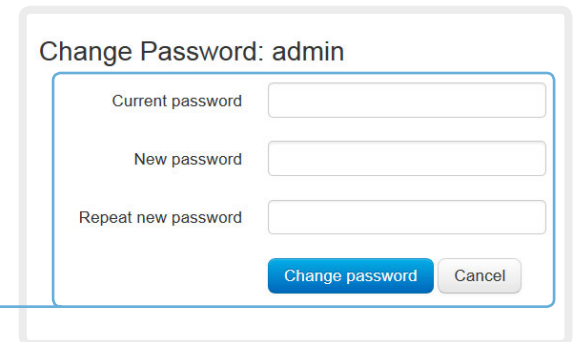 Change Password: admin
Current password
New password
Repeat new password
Change password Cancel